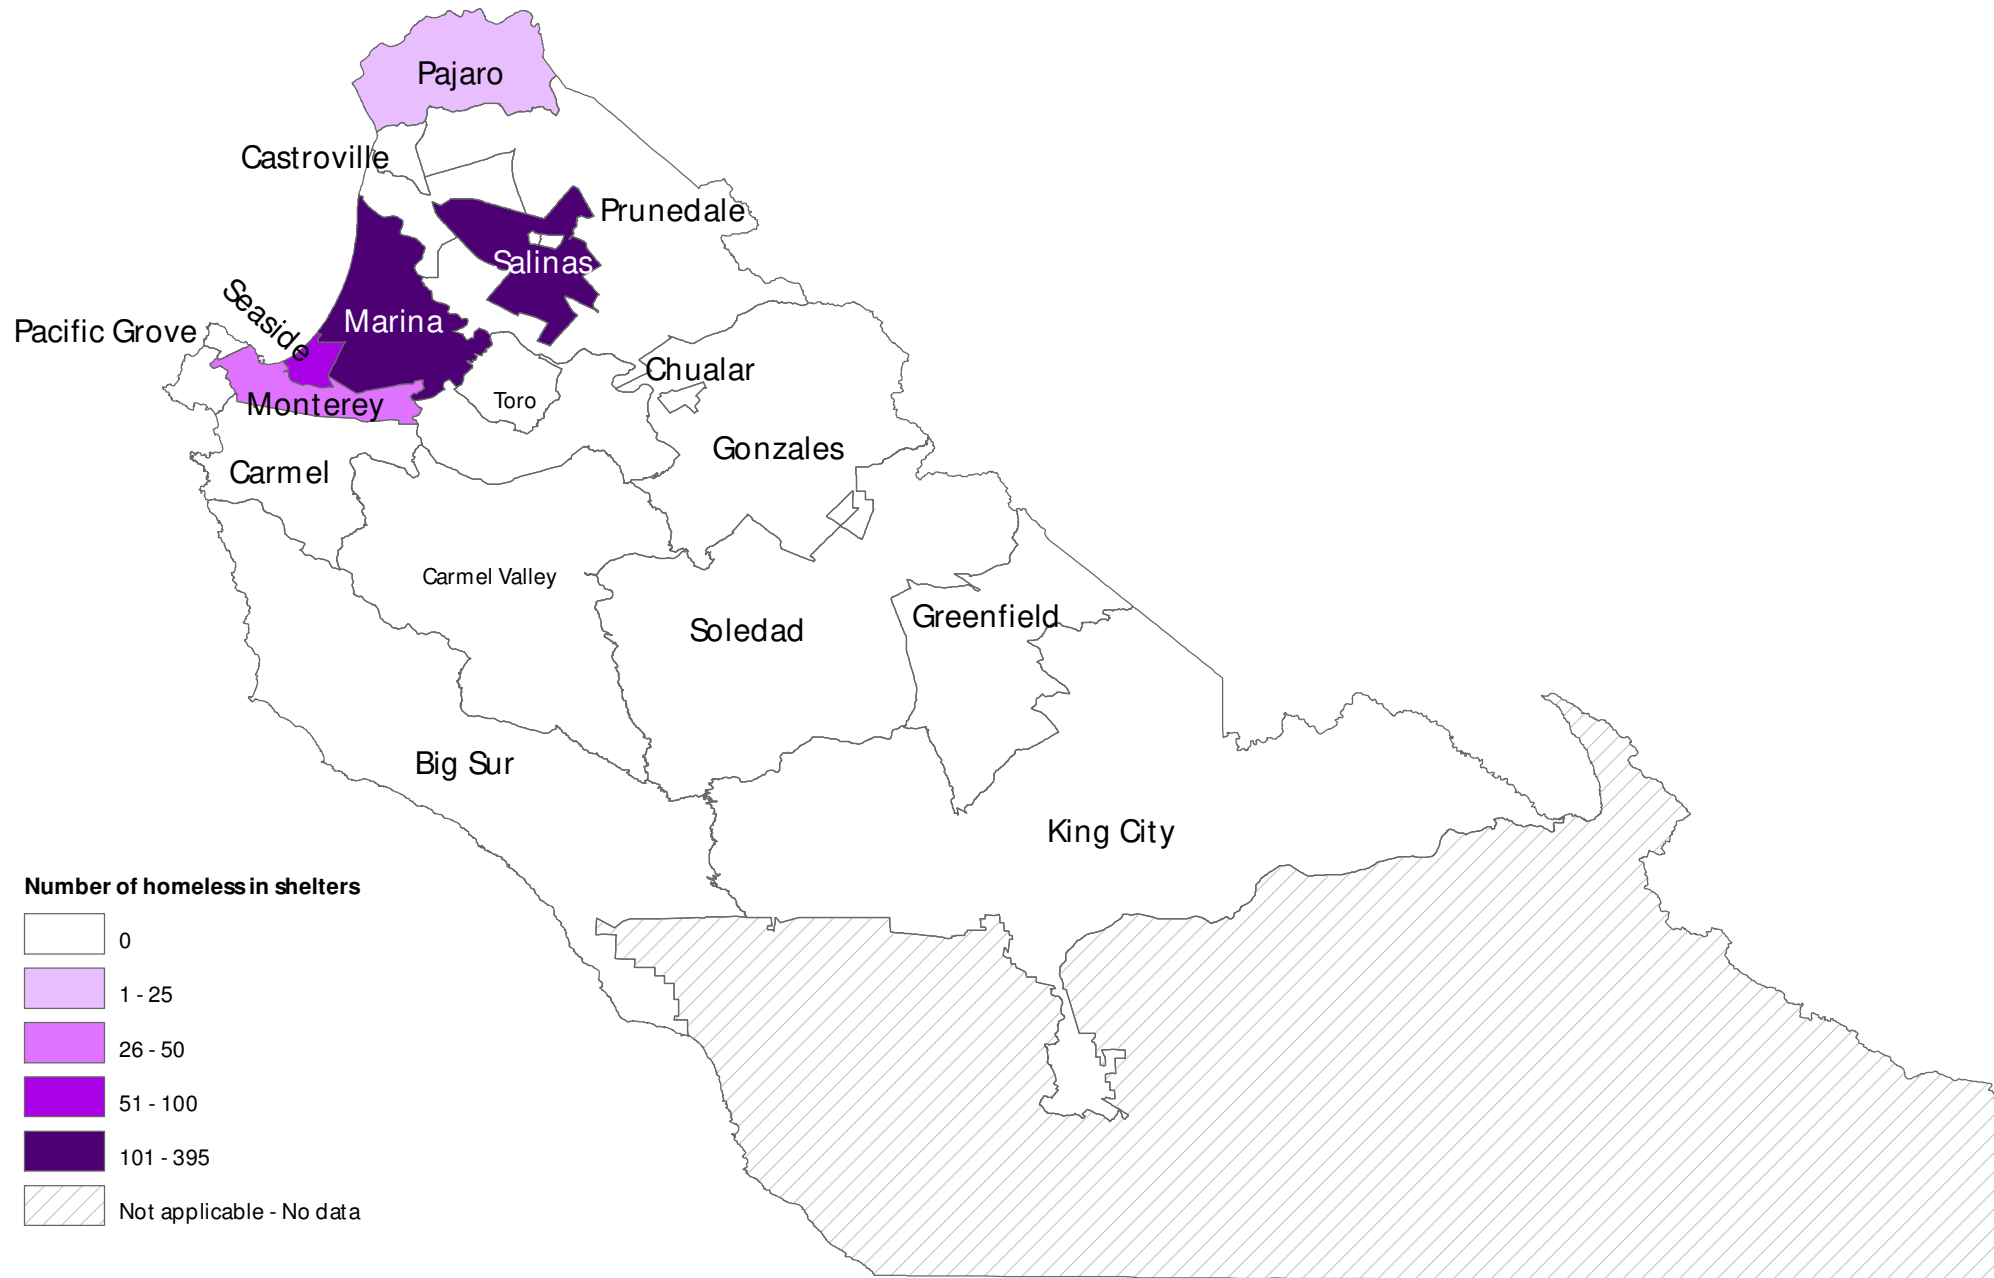 Pajaro
Castroville
Prunedale
Salinas
Seaside
Marina
Pacific Grove
Chualar
Toro
Monterey
Gonzales
Carmel
Carmel Valley
Greenfield
Soledad
Big Sur
King City
Number of homeless in shelters
0
1 - 25
26 - 50
51 - 100
101 - 395
Not applicable - No data